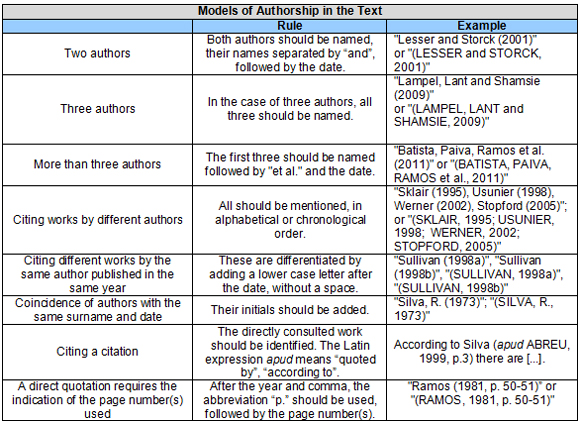 Models of Authorship in the Text
Rule
Example
Two authors
Both authors should be named,
their names separated by “and”,
followed by the date.
"Lesser and Storck (2001)"
or "(LESSER and STORCK,
2001)"
Three authors
In the case of three authors, all
three should be named.
"Lampel, Lant and Shamsie
(2009)"
or "(LAMPEL, LANT and
SHAMSIE, 2009)"
More than three authors
The first three should be named
followed by "et al." and the date.
"Batista, Paiva, Ramos et al.
(2011)" or "(BATISTA, PAIVA,
RAMOS et al., 2011)"
Citing works by different authors
All should be mentioned, in
alphabetical or chronological
order.
"Sklair (1995), Usunier (1998),
Werner (2002), Stopford (2005)";
or "(SKLAIR, 1995; USUNIER,
1998; WERNER, 2002;
STOPFORD, 2005)"
Citing different works by the
same author published in the
same year
These are differentiated by
adding a lower case letter after
the date, without a space.
"Sullivan (1998a)", "Sullivan
(1998b)", "(SULLIVAN, 1998a)",
"(SULLIVAN, 1998b)"
Coincidence of authors with the
same surname and date
Their initials should be added.
"Silva, R. (1973)"; "(SILVA, R.,
1973)"
Citing a citation
The directly consulted work
should be identified. The Latin
expression apud means “quoted
by”, “according to”.
According to Silva (apud ABREU,
1999, p.3) there are [...].
A direct quotation requires the
indication of the page number(s)
used
After the year and comma, the
abbreviation “p.” should be used,
followed by the page number(s).
"Ramos (1981, p. 50-51)" or
"(RAMOS, 1981, p. 50-51)"